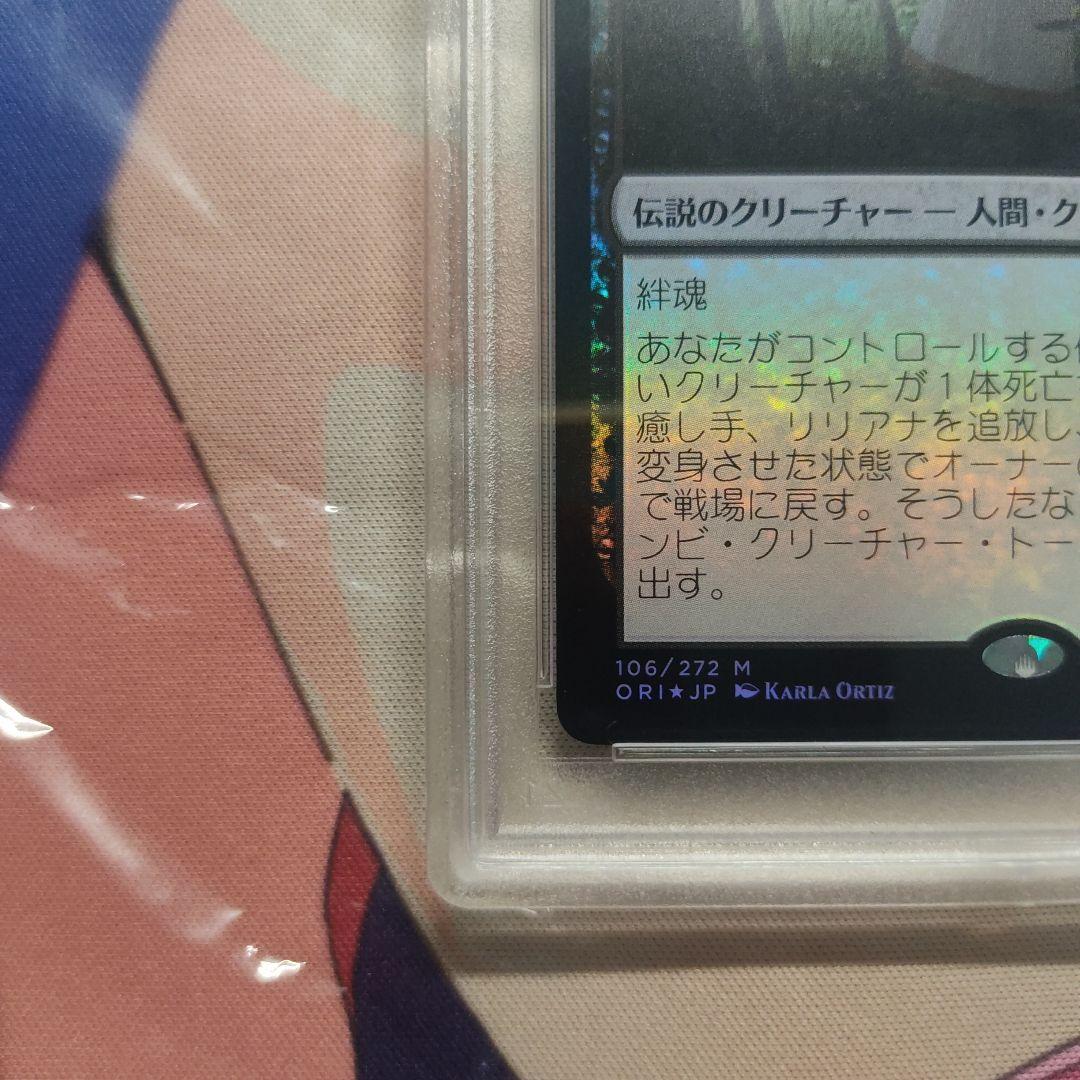 伝説のクリーチャー — 人間・ク
絆魂
あなたがコントロールする
いクリーチャーが1体死亡
癒し手、リリアナを追放し、
変身させた状態でオーナー
で戦場に戻す。そうしたな
ンビ・クリーチャー・トー
出す。
106/272 M
ORI★JP KARLA ORTIZ